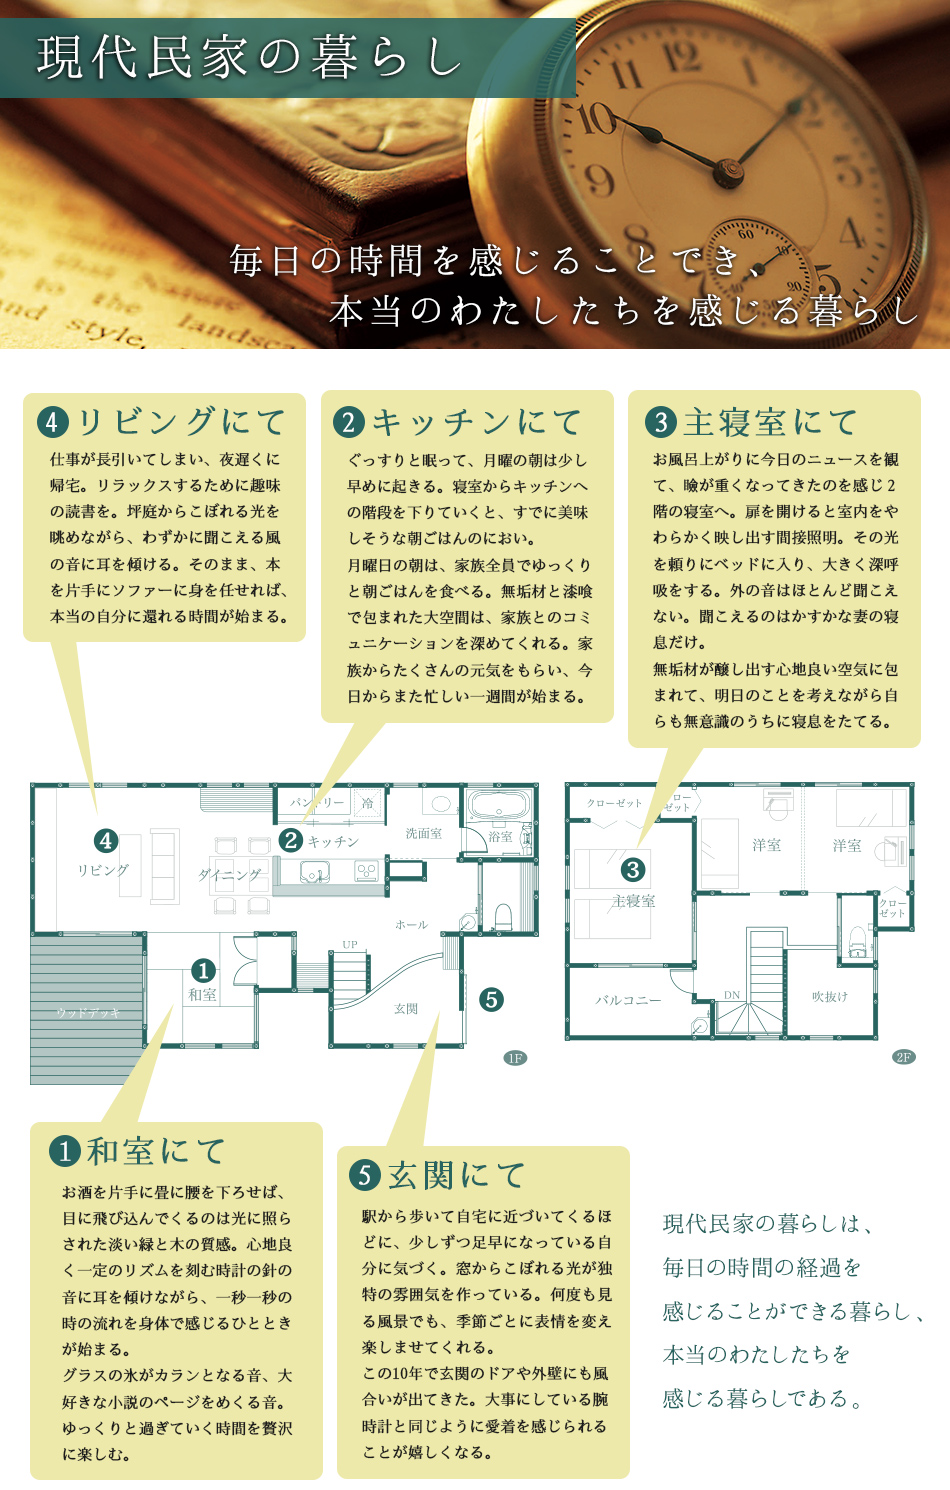 現代民家の暮らし
毎日の時間を感じることでき、
本当のわたしたちを感じる暮らし
12
11
10
9
8
2
3
4
5
60
10
20
and style,
landscape
❹リビングにて
仕事が長引いてしまい、夜遅くに
帰宅。リラックスするために趣味
の読書を。坪庭からこぼれる光を
眺めながら、わずかに聞こえる風
の音に耳を傾ける。そのまま、本
を片手にソファーに身を任せれば、
本当の自分に還れる時間が始まる。
❷キッチンにて
ぐっすりと眠って、月曜の朝は少し
早めに起きる。寝室からキッチンへ
の階段を下りていくと、すでに美味
しそうな朝ごはんのにおい。
月曜日の朝は、家族全員でゆっくり
と朝ごはんを食べる。無垢材と漆喰
で包まれた大空間は、家族とのコミ
ュニケーションを深めてくれる。家
族からたくさんの元気をもらい、今
日からまた忙しい一週間が始まる。
❸主寝室にて
お風呂上がりに今日のニュースを観
て、瞼が重くなってきたのを感じ2
階の寝室へ。扉を開けると室内をや
わらかく映し出す間接照明。その光
を頼りにベッドに入り、大きく深呼
吸をする。外の音はほとんど聞こえ
ない。聞こえるのはかすかな妻の寝
息だけ。
無垢材が醸し出す心地良い空気に包
まれて、明日のことを考えながら自
らも無意識のうちに寝息をたてる。
パントリー
冷
❷キッチン
洗面室
浴室
❹
リビング
ダイニング
ホール
UP
❶
和室
玄関
❺
ウッドデッキ
1F
クローゼット
クローゼット
洋室
洋室
❸
主寝室
クローゼット
バルコニー
DN
吹抜け
2F
❶和室にて
お酒を片手に畳に腰を下ろせば、
目に飛び込んでくるのは光に照ら
された淡い緑と木の質感。心地良
く一定のリズムを刻む時計の針の
音に耳を傾けながら、一秒一秒の
時の流れを身体で感じるひととき
が始まる。
グラスの氷がカランとなる音、大
好きな小説のページをめくる音。
ゆっくりと過ぎていく時間を贅沢
に楽しむ。
❺玄関にて
駅から歩いて自宅に近づいてくるほ
どに、少しずつ足早になっている自
分に気づく。窓からこぼれる光が独
特の雰囲気を作っている。何度も見
る風景でも、季節ごとに表情を変え
楽しませてくれる。
この10年で玄関のドアや外壁にも風
合いが出てきた。大事にしている腕
時計と同じように愛着を感じられる
ことが嬉しくなる。
現代民家の暮らしは、
毎日の時間の経過を
感じることができる暮らし、
本当のわたしたちを
感じる暮らしである。